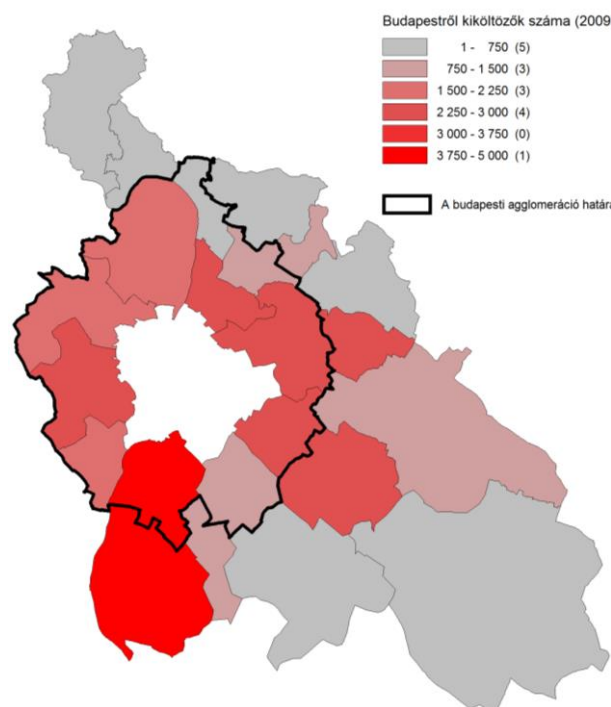 Budapestről kiköltözők száma (2009
1 - 750 (5)
750 - 1 500 (3)
1 500 - 2 250 (3)
2 250 - 3 000 (4)
3 000 - 3 750 (0)
3 750 - 5 000 (1)
A budapesti agglomeráció határa